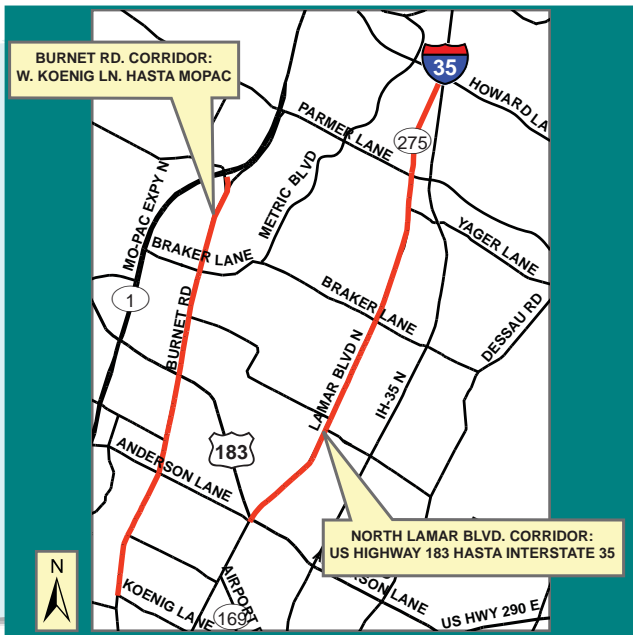 BURNET RD. CORRIDOR:
W. KOENIG LN. HASTA MOPAC
35
HOWARD LA
PARMER LANE
275
METRIC BLVD
MO-PAC EXPY N
YAGER LANE
BRAKER LANE
BRAKER LANE
1
DESSAU RD
BURNET RD
LAMAR BLVD N
IH-35 N
183
ANDERSON LANE
NORTH LAMAR BLVD. CORRIDOR:
US HIGHWAY 183 HASTA INTERSTATE 35
N
RSON LANE
KOENIG LANE
AIRPORT
169
US HWY 290 E